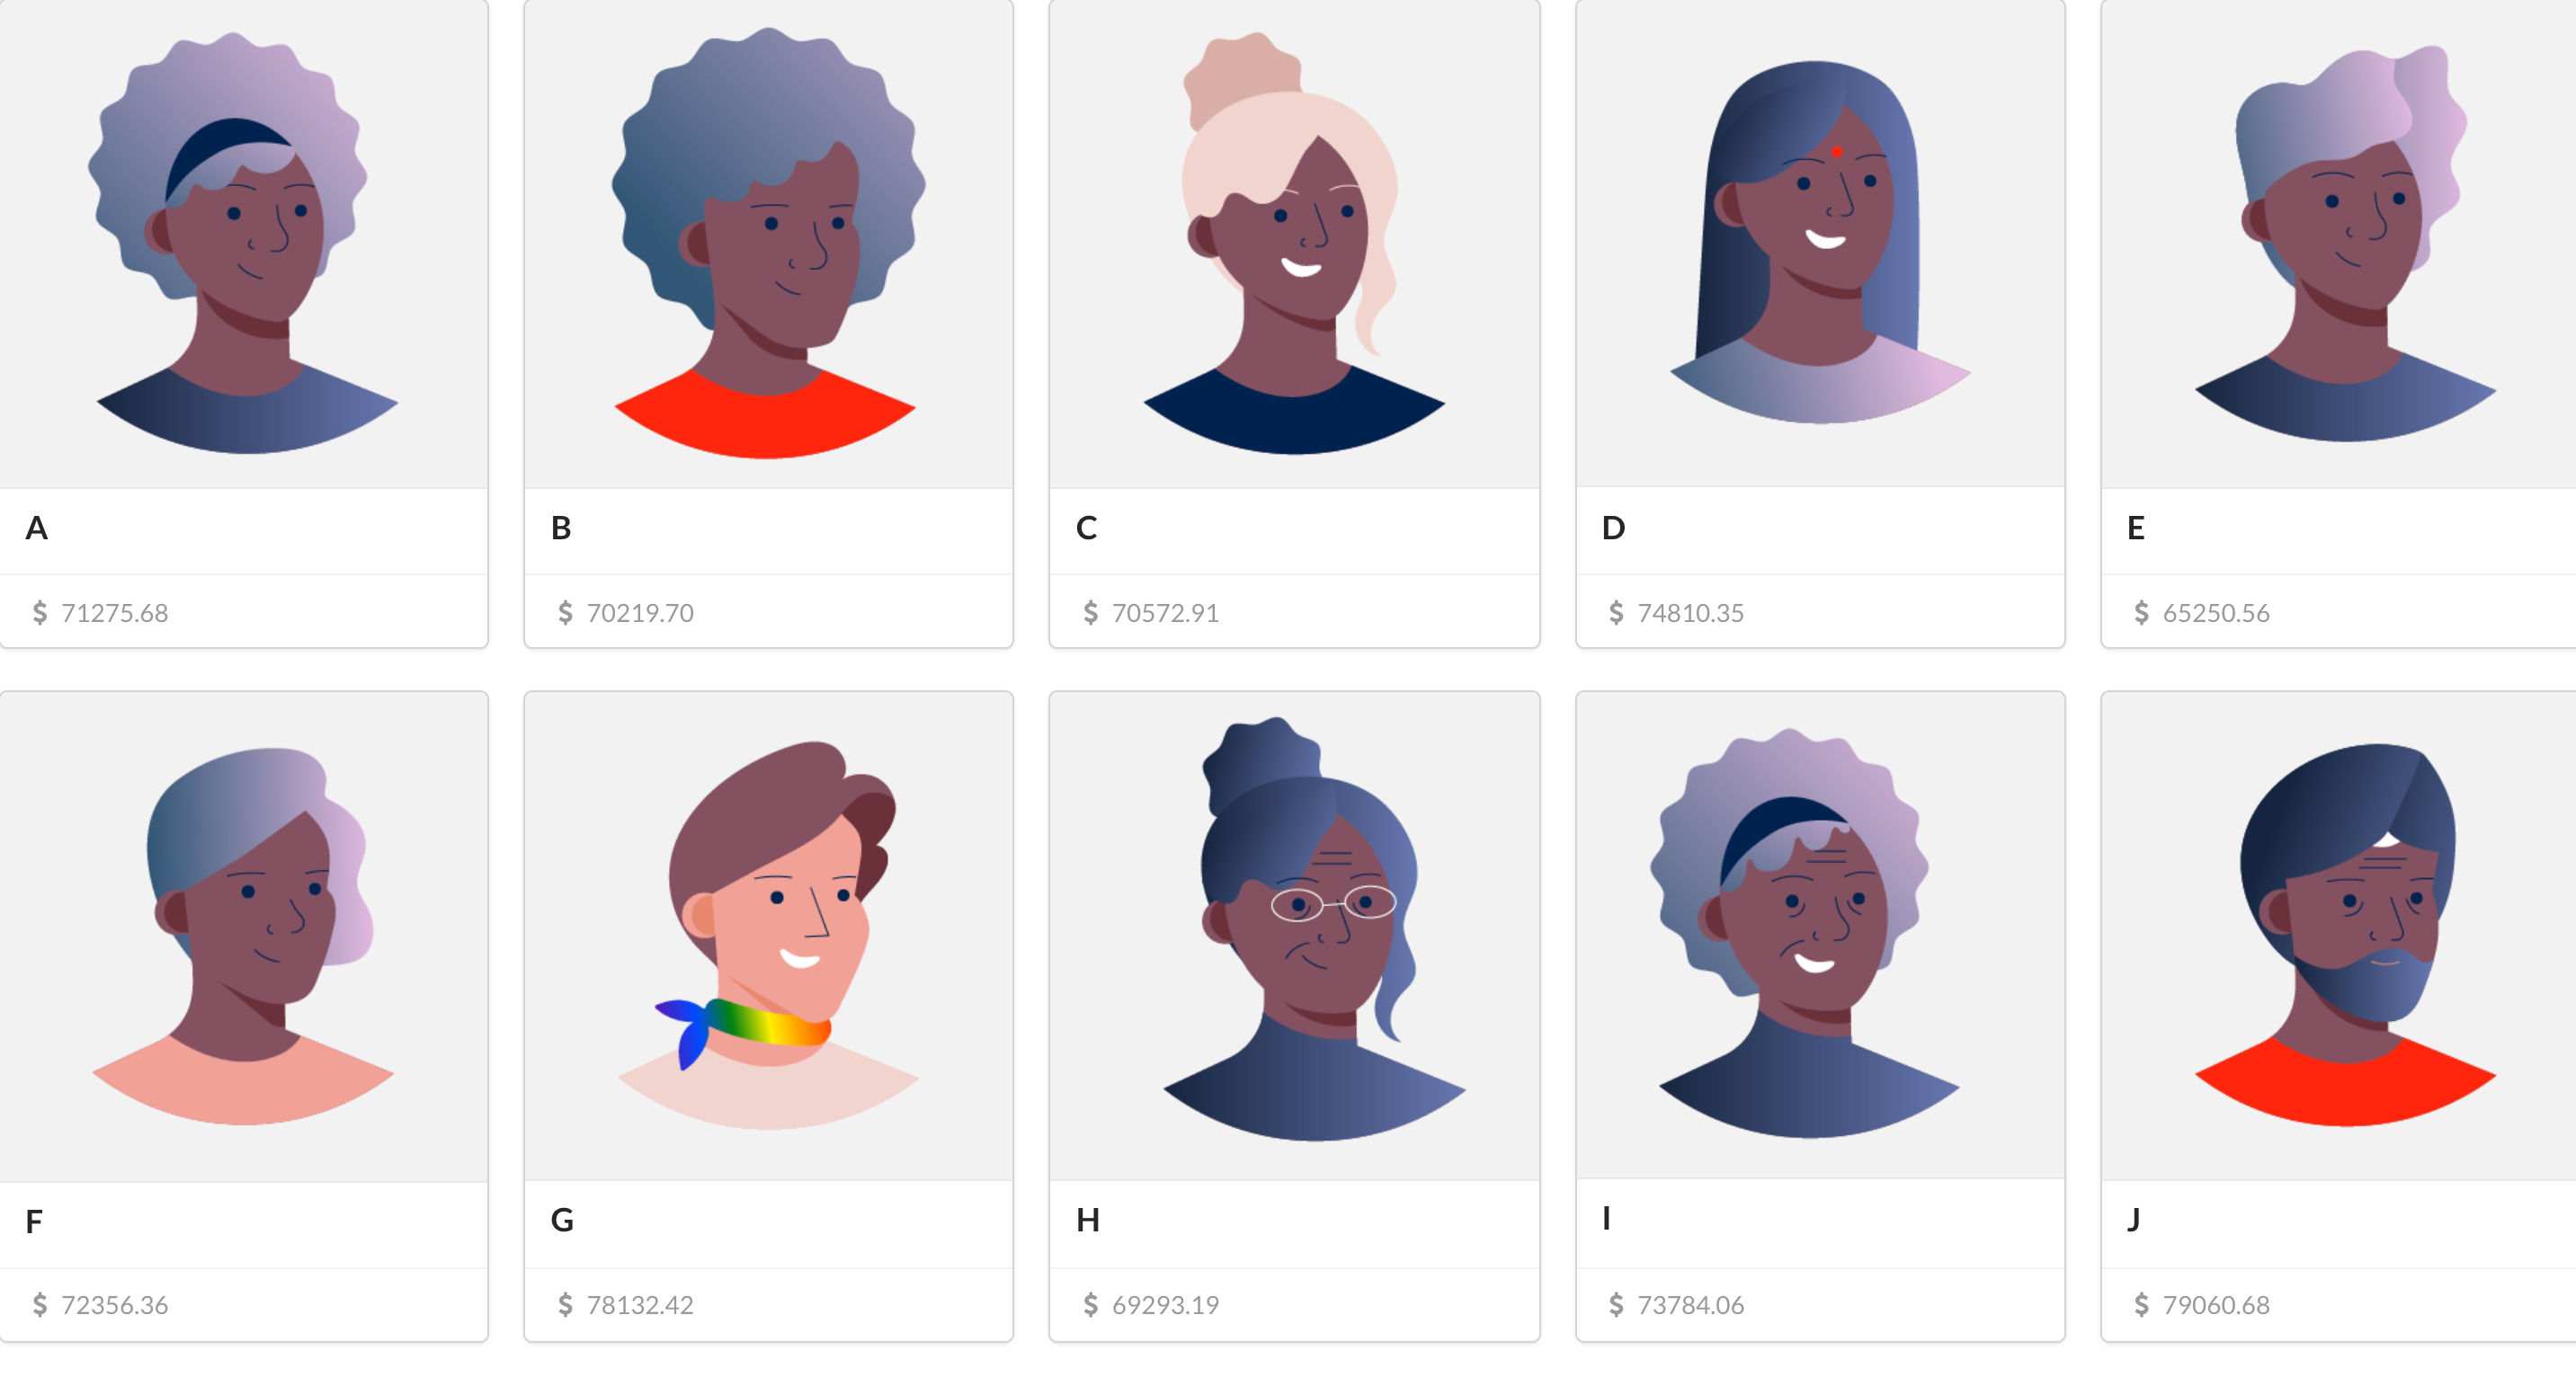 A
B
C
D
E
$ 71275.68
$ 70219.70
$ 70572.91
$ 74810.35
$ 65250.56
F
G
H
I
J
$ 72356.36
$ 78132.42
$ 69293.19
$ 73784.06
$ 79060.68